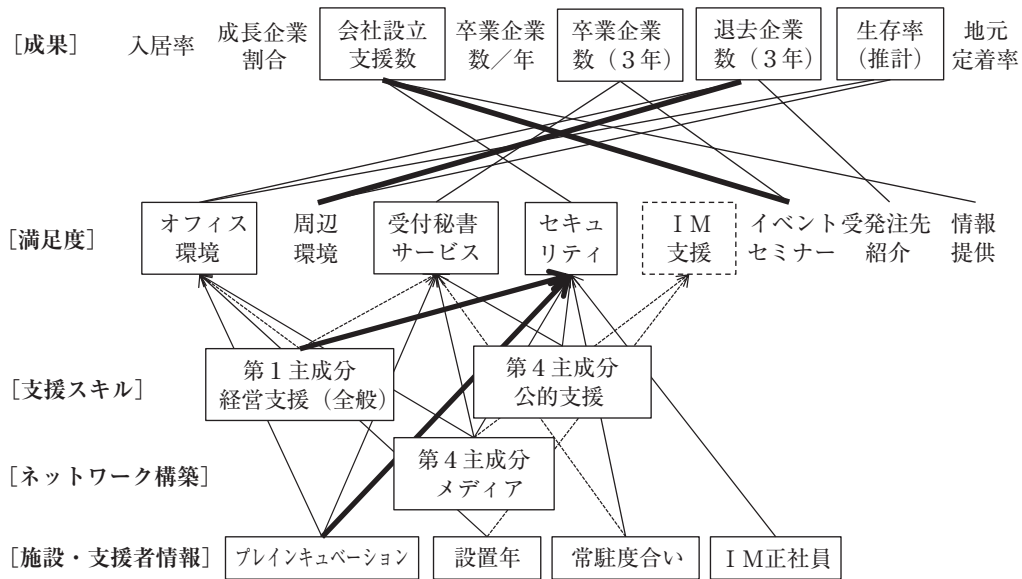 [成果]
入居率
成長企業
割合
会社設立
支援数
卒業企業
数/年
卒業企業
数(3年)
退去企業
数(3年)
生存率
(推計)
地元
定着率
[満足度]
オフィス
環境
周辺
環境
受付秘書
サービス
セキュ
リティ
IM
支援
イベント
セミナー
受発注先
紹介
情報
提供
[支援スキル]
第1主成分
経営支援(全般)
第4主成分
公的支援
[ネットワーク構築]
第4主成分
メディア
[施設・支援者情報]
プレインキュベーション
設置年
常駐度合い
IM正社員